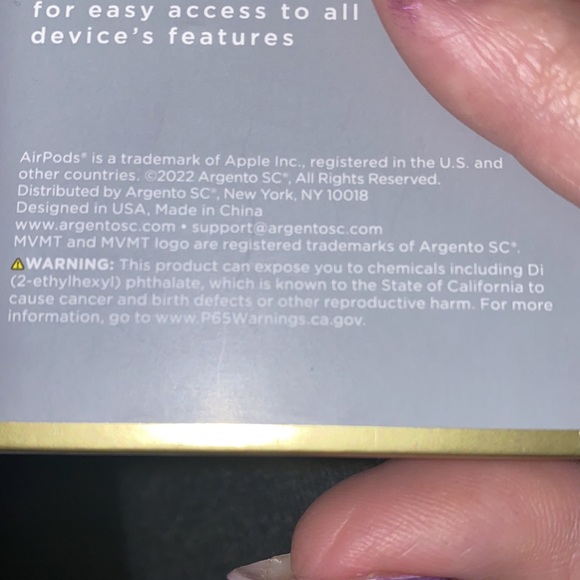 for easy access to all
device's features
AirPods® is a trademark of Apple Inc., registered in the U.S. and
other countries. ©2022 Argento SC®, All Rights Reserved.
Distributed by Argento SC®, New York, NY 10018
Designed in USA, Made in China
www.argentosc.com • support@argentosc.com
MVMT and MVMT logo are registered trademarks of Argento SC®.
⚠WARNING: This product can expose you to chemicals including Di
(2-ethylhexyl) phthalate, which is known to the State of California to
cause cancer and birth defects or other reproductive harm. For more
information, go to www.P65Warnings.ca.gov.